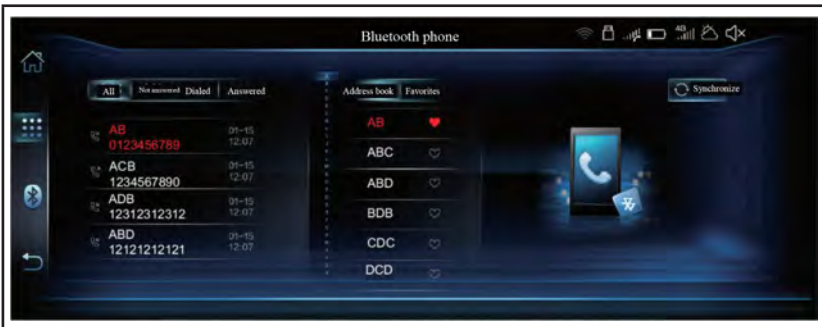 Bluetooth phone
4G
All Not answered Dialed Answered
AB
0123456789
01-15
12:07
ACB
1234567890
01-15
12:07
ADB
12312312312
01-15
12:07
ABD
12121212121
01-15
12:07
Address book Favorites
AB
ABC
ABD
BDB
CDC
DCD
Synchronize